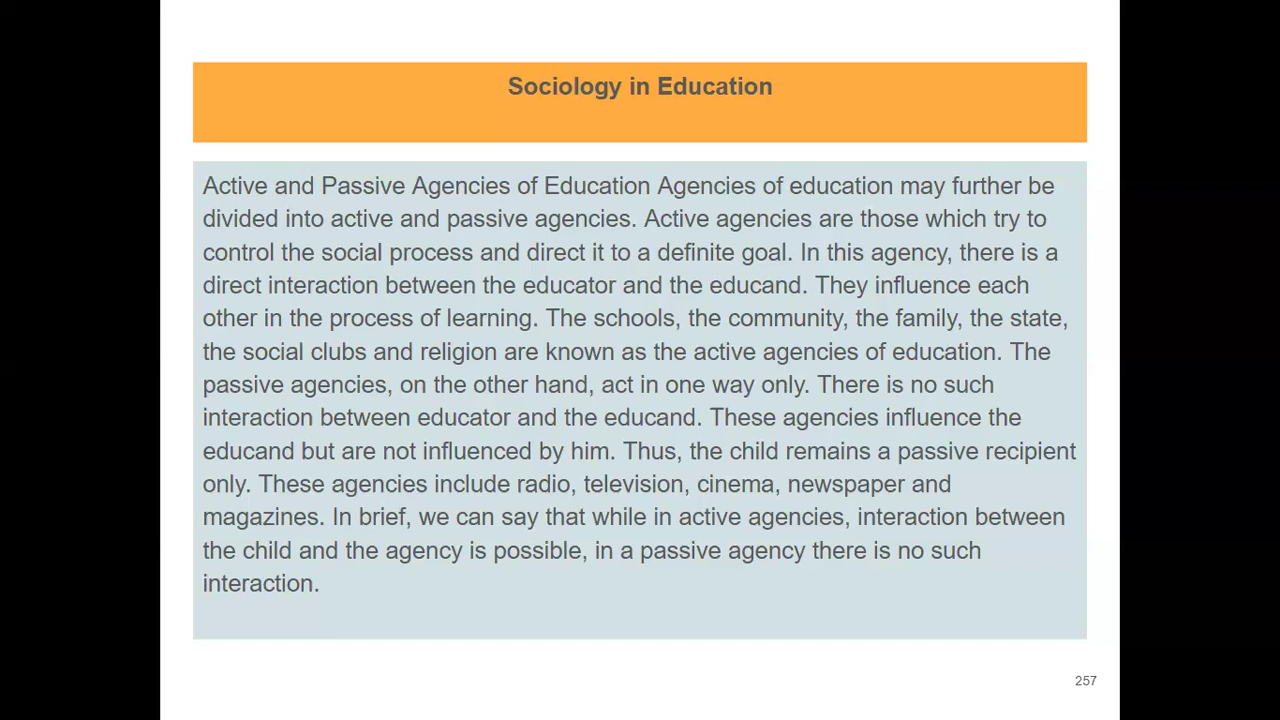 Sociology in Education
Active and Passive Agencies of Education Agencies of education may further be
divided into active and passive agencies. Active agencies are those which try to
control the social process and direct it to a definite goal. In this agency, there is a
direct interaction between the educator and the educand. They influence each
other in the process of learning. The schools, the community, the family, the state,
the social clubs and religion are known as the active agencies of education. The
passive agencies, on the other hand, act in one way only. There is no such
interaction between educator and the educand. These agencies influence the
educand but are not influenced by him. Thus, the child remains a passive recipient
only. These agencies include radio, television, cinema, newspaper and
magazines. In brief, we can say that while in active agencies, interaction between
the child and the agency is possible, in a passive agency there is no such
interaction.
257